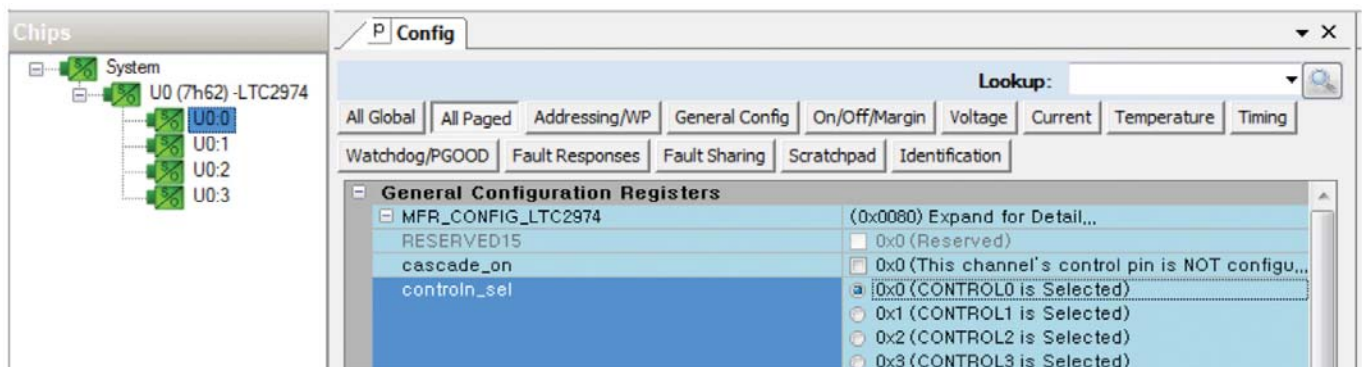 Chips
System
U0 (7h62) -LTC2974
U0:0
U0:1
U0:2
U0:3
P Config
Lookup:
All Global All Paged Addressing/WP General Config On/Off/Margin Voltage Current Temperature Timing
Watchdog/PGOOD Fault Responses Fault Sharing Scratchpad Identification
General Configuration Registers
MFR_CONFIG_LTC2974 (0x0080) Expand for Detail,,,
RESERVED15 0x0 (Reserved)
cascade_on 0x0 (This channel's control pin is NOT configu,,,
controln_sel 0x0 (CONTROL0 is Selected)
0x1 (CONTROL1 is Selected)
0x2 (CONTROL2 is Selected)
0x3 (CONTROL3 is Selected)